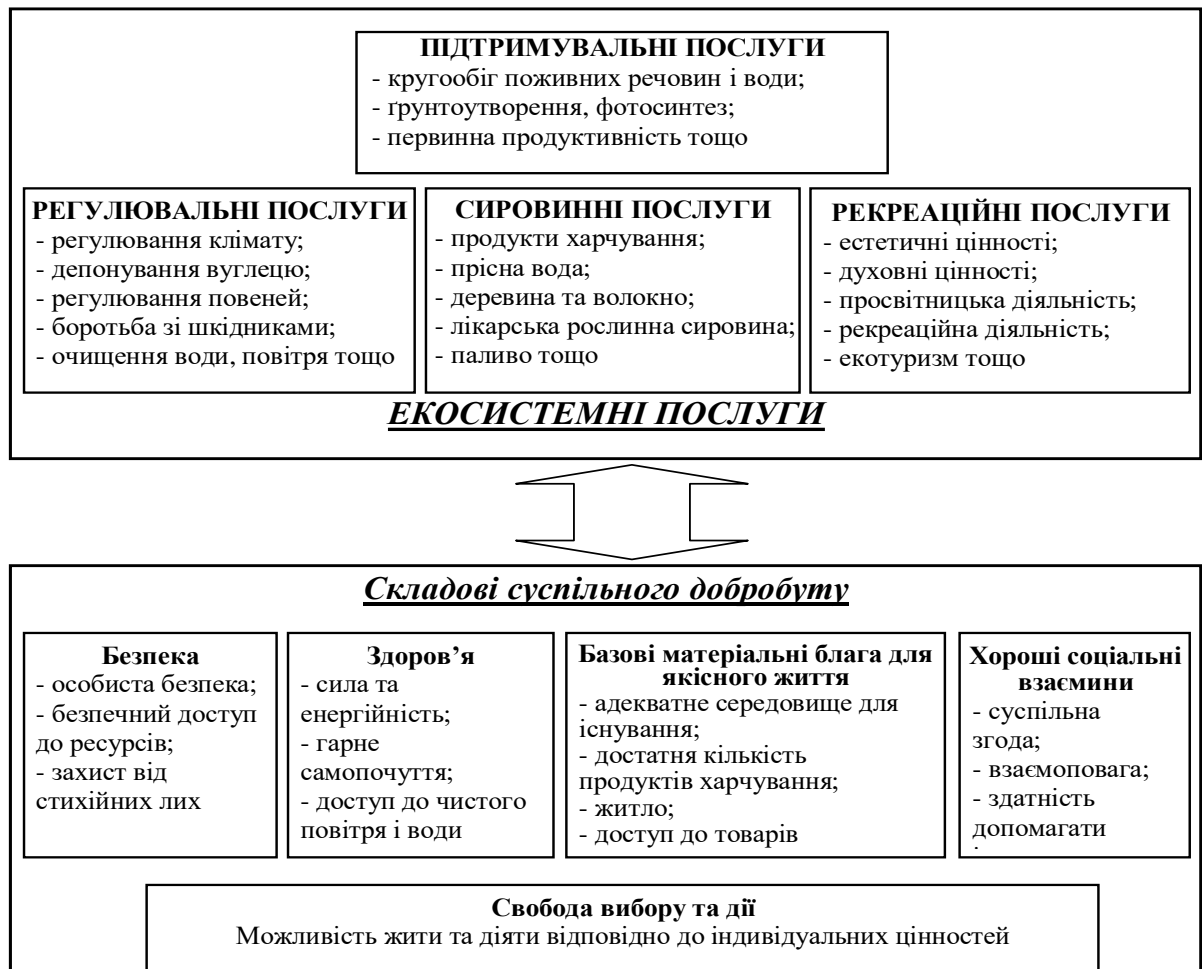 ПІДТРИМУВАЛЬНІ ПОСЛУГИ
- кругообіг поживних речовин і води;
- ґрунтоутворення, фотосинтез;
- первинна продуктивність тощо
РЕГУЛЮВАЛЬНІ ПОСЛУГИ
- регулювання клімату;
- депонування вуглецю;
- регулювання повеней;
- боротьба зі шкідниками;
- очищення води, повітря тощо
СИРОВИННІ ПОСЛУГИ
- продукти харчування;
- прісна вода;
- деревина та волокно;
- лікарська рослинна сировина;
- паливо тощо
РЕКРЕАЦІЙНІ ПОСЛУГИ
- естетичні цінності;
- духовні цінності;
- просвітницька діяльність;
- рекреаційна діяльність;
- екотуризм тощо
ЕКОСИСТЕМНІ ПОСЛУГИ
Складові суспільного добробуту
Безпека
- особиста безпека;
- безпечний доступ
до ресурсів;
- захист від
стихійних лих
Здоров’я
- сила та
енергійність;
- гарне
самопочуття;
- доступ до чистого
повітря і води
Базові матеріальні блага для
якісного життя
- адекватне середовище для
існування;
- достатня кількість
продуктів харчування;
- житло;
- доступ до товарів
Хороші соціальні
взаємини
- суспільна
згода;
- взаємоповага;
- здатність
допомагати
Свобода вибору та дії
Можливість жити та діяти відповідно до індивідуальних цінностей